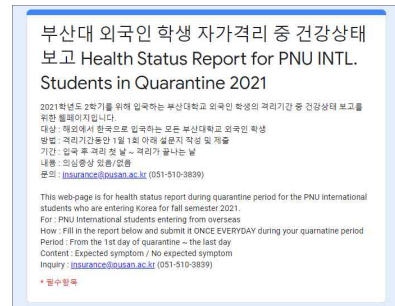 부산대 외국인 학생 자가격리 중 건강상태
보고 Health Status Report for PNU INTL.
Students in Quarantine 2021
2021학년도 2학기를 위해 입국하는 부산대학교 외국인 학생의 격리기간 중 건강상태 보고를
위한 웹페이지입니다.
대상 : 해외에서 한국으로 입국하는 모든 부산대학교 외국인 학생
방법 : 격리기간동안 1일 1회 아래 설문지 작성 및 제출
기간 : 입국 후 격리 첫 날 ~ 격리가 끝나는 날
내용 : 의심증상 있음/없음
문의 : insurance@pusan.ac.kr (051-510-3839)
This web-page is for health status report during quarantine period for the PNU international
students who are entering Korea for fall semester 2021.
For : PNU International students entering from overseas
How : Fill in the report below and submit it ONCE EVERYDAY during your quarnatine period
Period : From the 1st day of quarantine ~ the last day
Content : Expected symptom / No expected symptom
Inquiry : insurance@pusan.ac.kr (051-510-3839)
* 필수항목